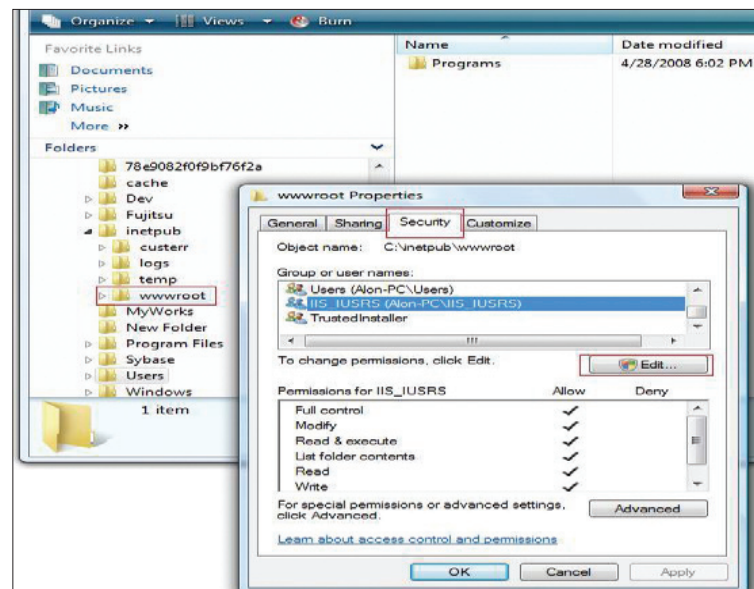 Organize Views Burn
Favorite Links
Documents
Pictures
Music
More »
Folders
78e9082f0f9bf76f2a
cache
Dev
Fujitsu
inetpub
custerr
logs
temp
wwwroot
MyWorks
New Folder
Program Files
Sybase
Users
Windows
1 item
Name Date modified
Programs 4/28/2008 6:02 PM
wwwroot Properties
General Sharing Security Customize
Object name: C:\inetpub\wwwroot
Group or user names:
Users (Alon-PC\Users)
IIS_IUSRS (Alon-PC\IIS_IUSRS)
TrustedInstaller
To change permissions, click Edit.
Edit...
Permissions for IIS_IUSRS Allow Deny
Full control
Modify
Read & execute
List folder contents
Read
Write
For special permissions or advanced settings,
click Advanced.
Advanced
Learn about access control and permissions
OK Cancel Apply